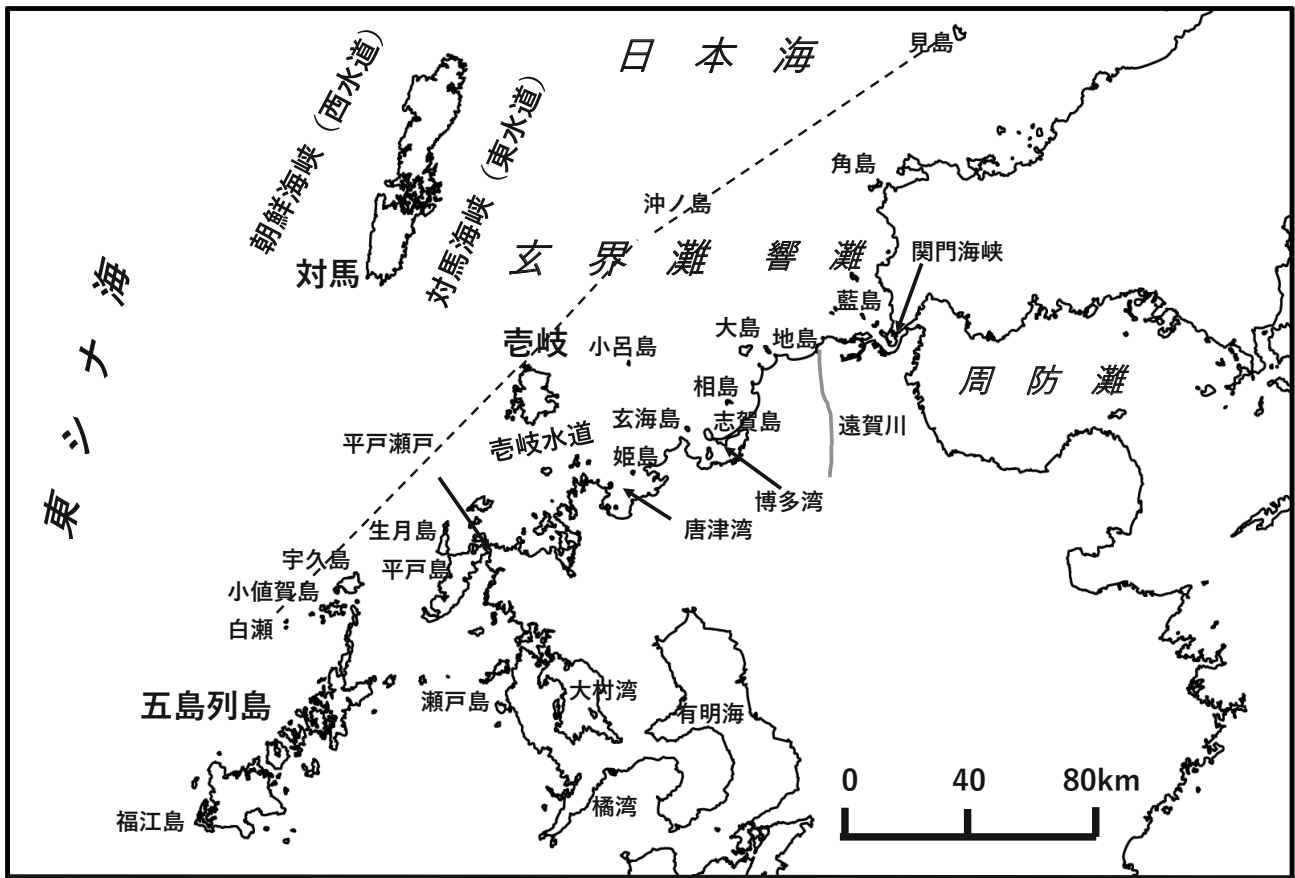 日本海
見島
朝鮮海峡（西水道）
対馬海峡（東水道）
角島
沖ノ島
玄界灘
響灘
関門海峡
対馬
東シナ海
藍島
大島
地島
壱岐
小呂島
周防灘
相島
玄海島
志賀島
遠賀川
平戸瀬戸
壱岐水道
姫島
博多湾
唐津湾
生月島
平戸島
宇久島
小値賀島
白瀬
五島列島
瀬戸島
大村湾
有明海
橘湾
福江島
0 40 80km